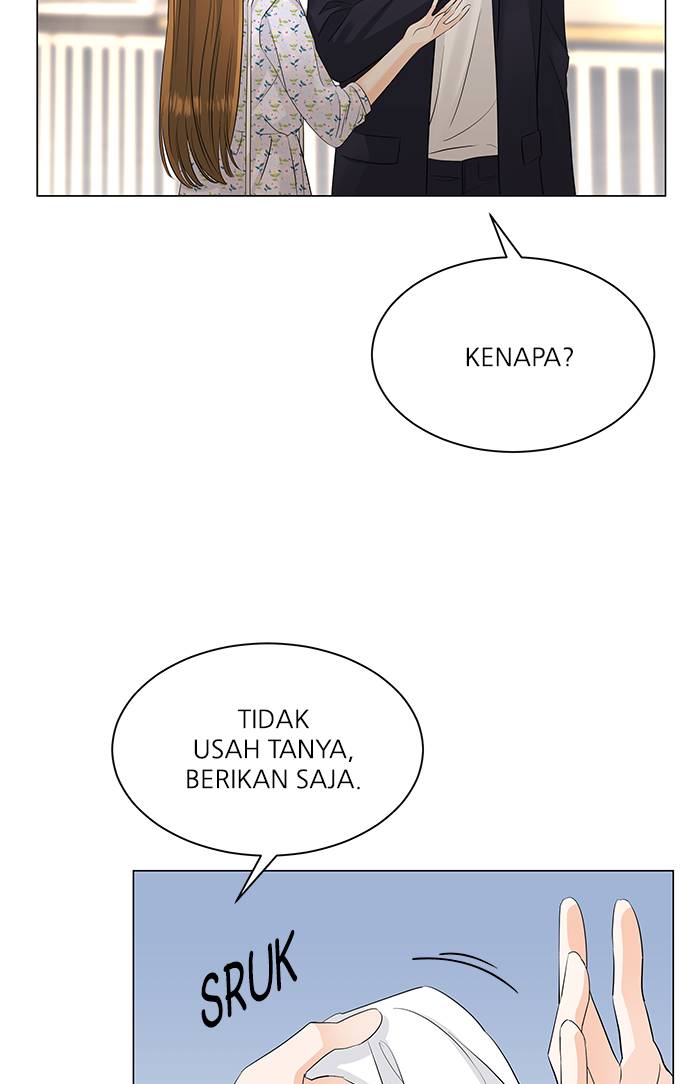 KENAPA?
TIDAK
USAH TANYA,
BERIKAN SAJA.
SRUK